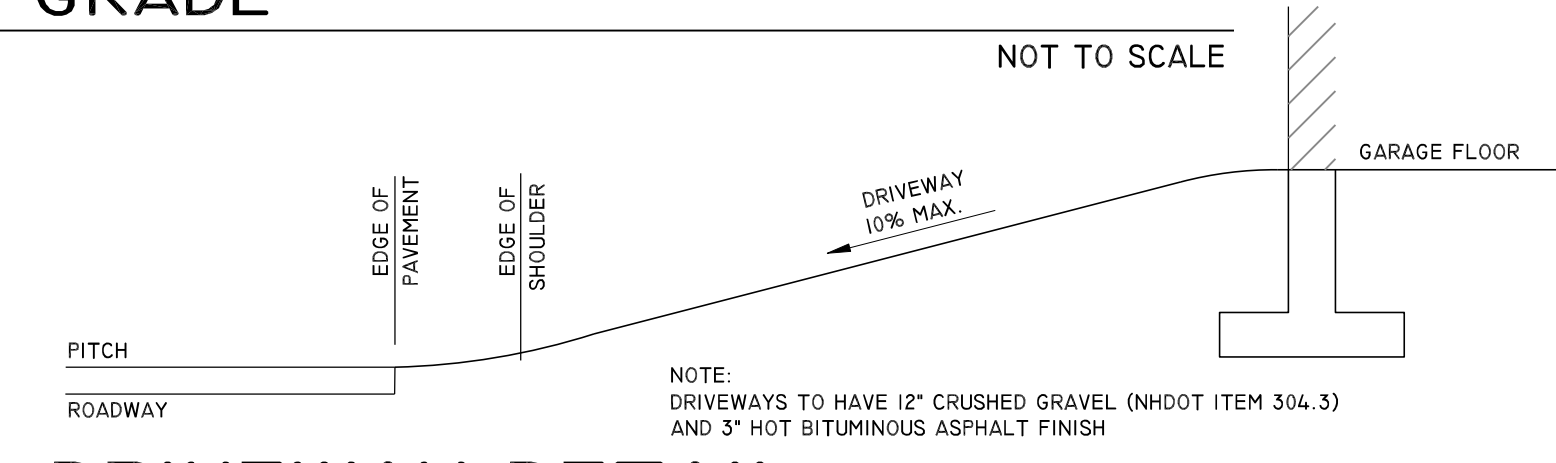 GRADE
NOT TO SCALE
GARAGE FLOOR
DRIVEWAY
10% MAX.
EDGE OF
PAVEMENT
EDGE OF
SHOULDER
PITCH
ROADWAY
NOTE:
DRIVEWAYS TO HAVE 12" CRUSHED GRAVEL (NHDOT ITEM 304.3)
AND 3" HOT BITUMINOUS ASPHALT FINISH